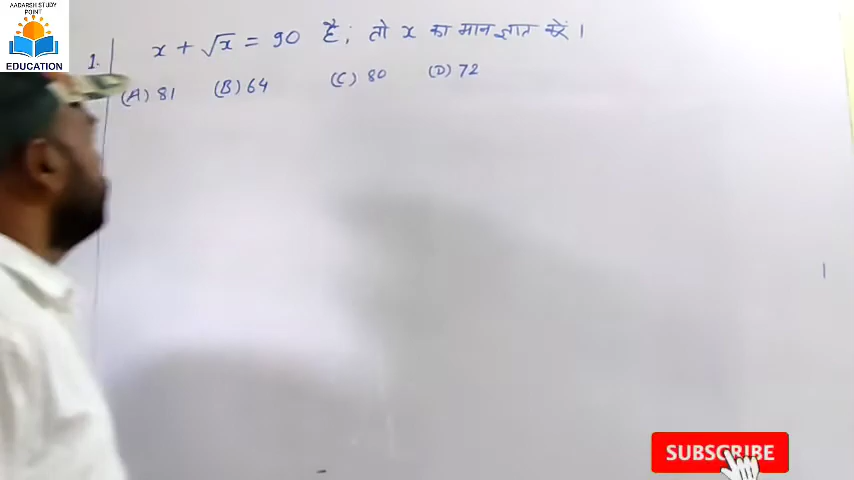 AADARSH STUDY
POINT
EDUCATION
1. x + √x = 90 है; तो x का मान ज्ञात करें।
(A) 81 (B) 64 (C) 80 (D) 72
SUBSCRIBE